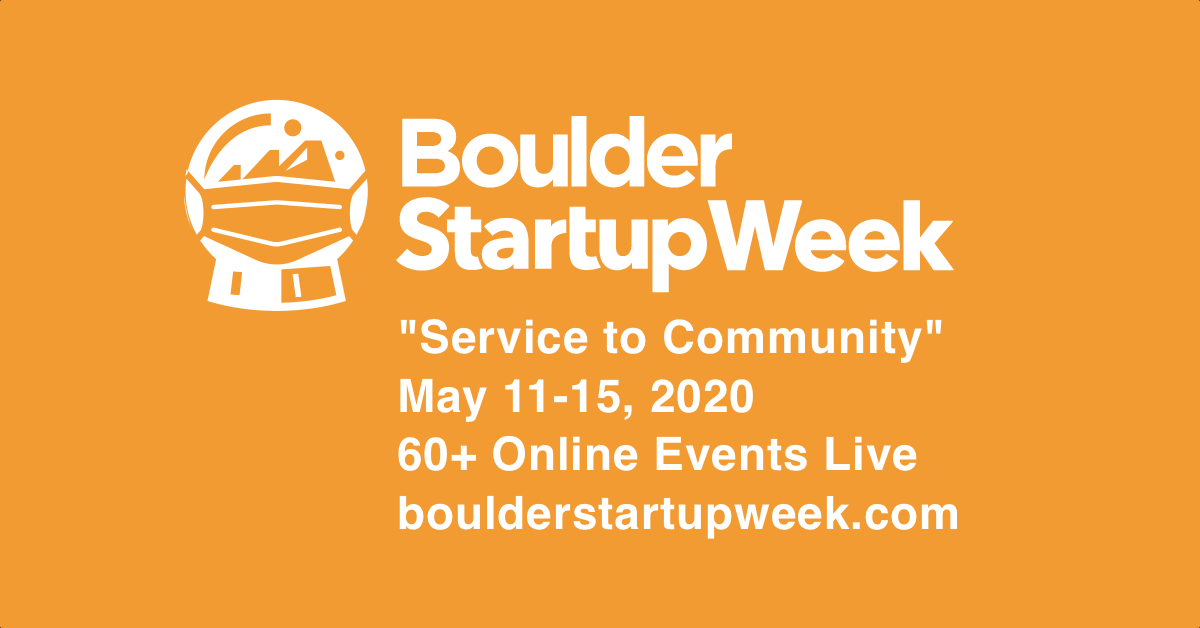 Boulder
StartupWeek
"Service to Community"
May 11-15, 2020
60+ Online Events Live
boulderstartupweek.com